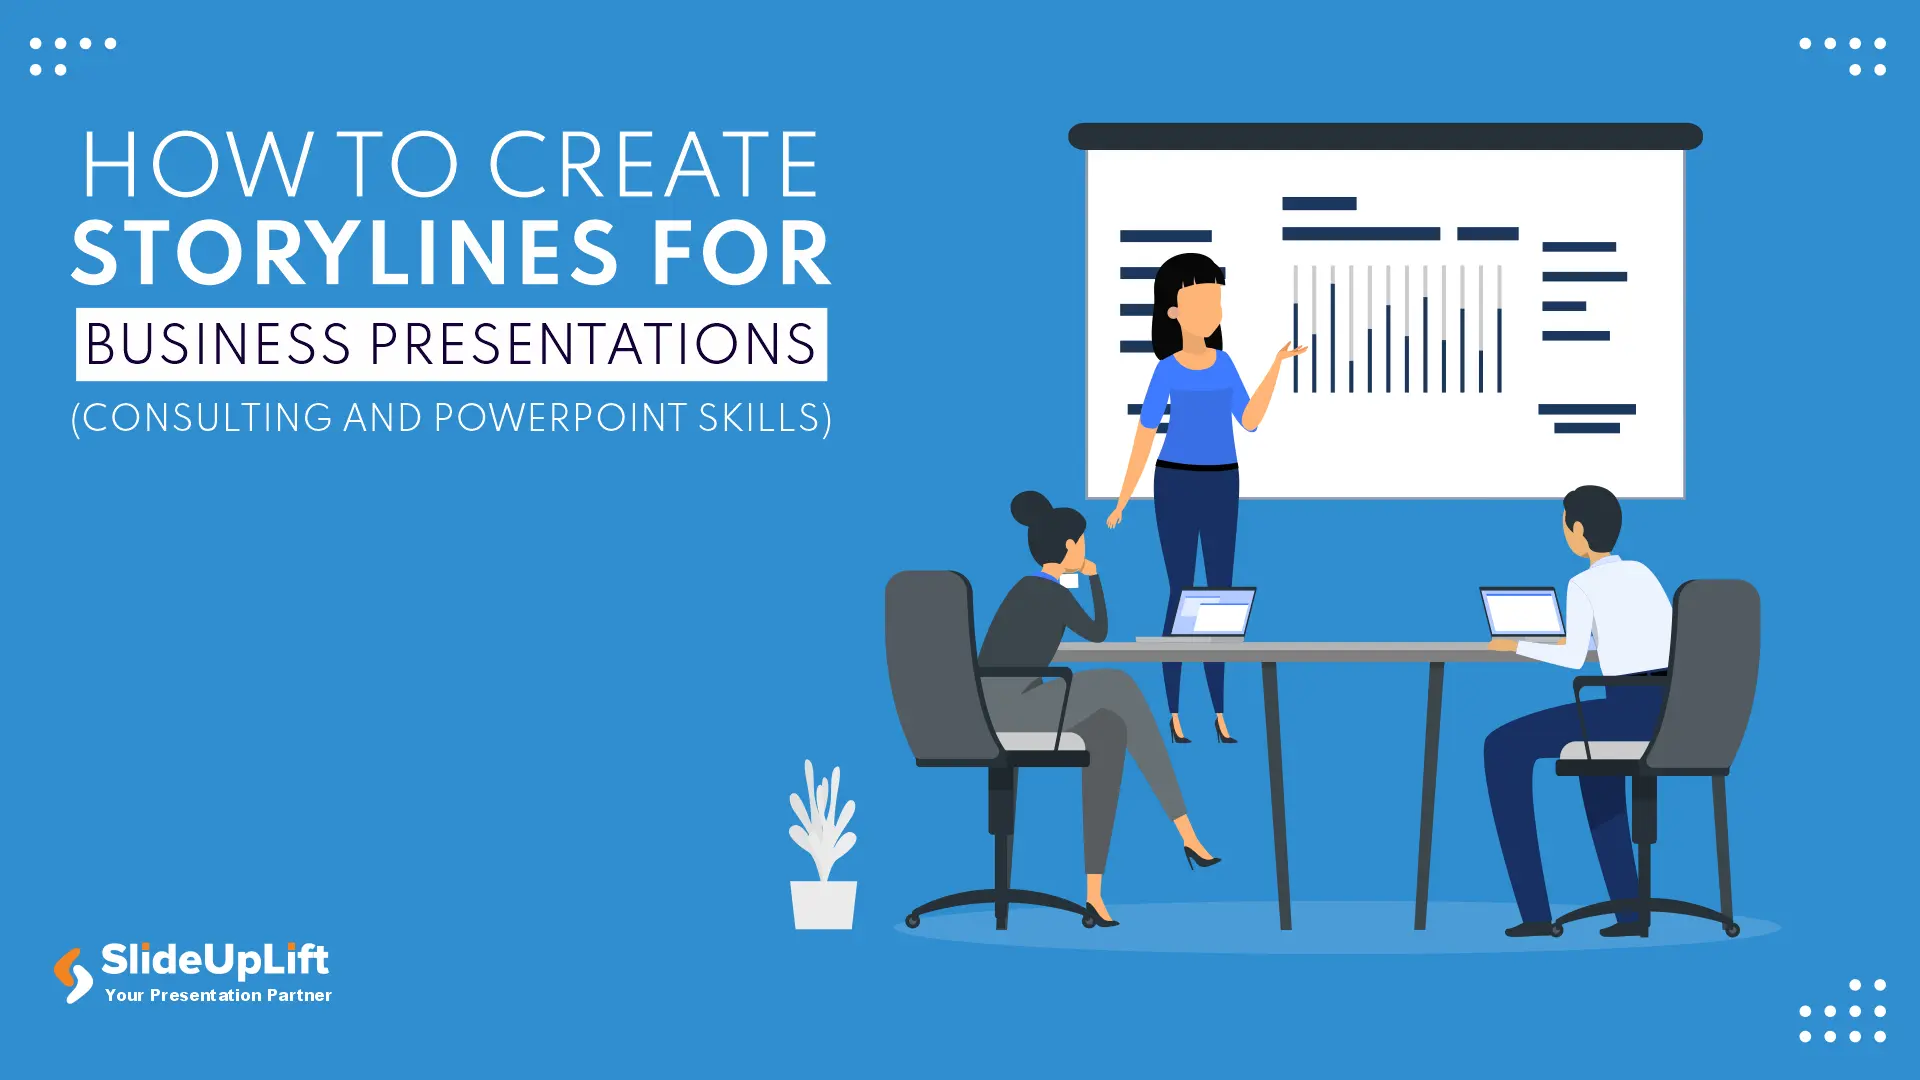 HOW TO CREATE
STORYLINES FOR
BUSINESS PRESENTATIONS
(CONSULTING AND POWERPOINT SKILLS)
SlideUpLift
Your Presentation Partner